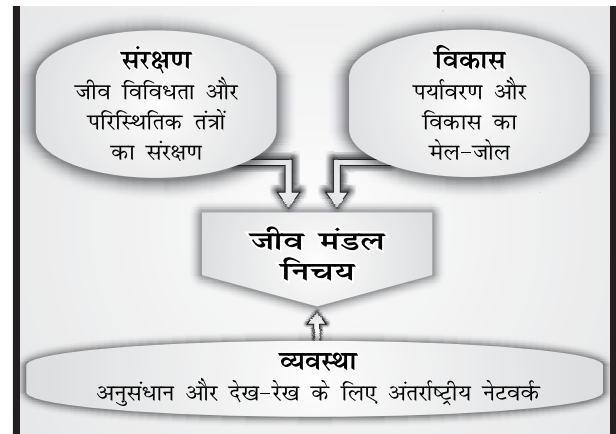 संरक्षण
जीव विविधता और
परिस्थितिक तंत्रों
का संरक्षण
विकास
पर्यावरण और
विकास का
मेल-जोल
जीव मंडल
निचय
व्यवस्था
अनुसंधान और देख-रेख के लिए अंतर्राष्ट्रीय नेटवर्क